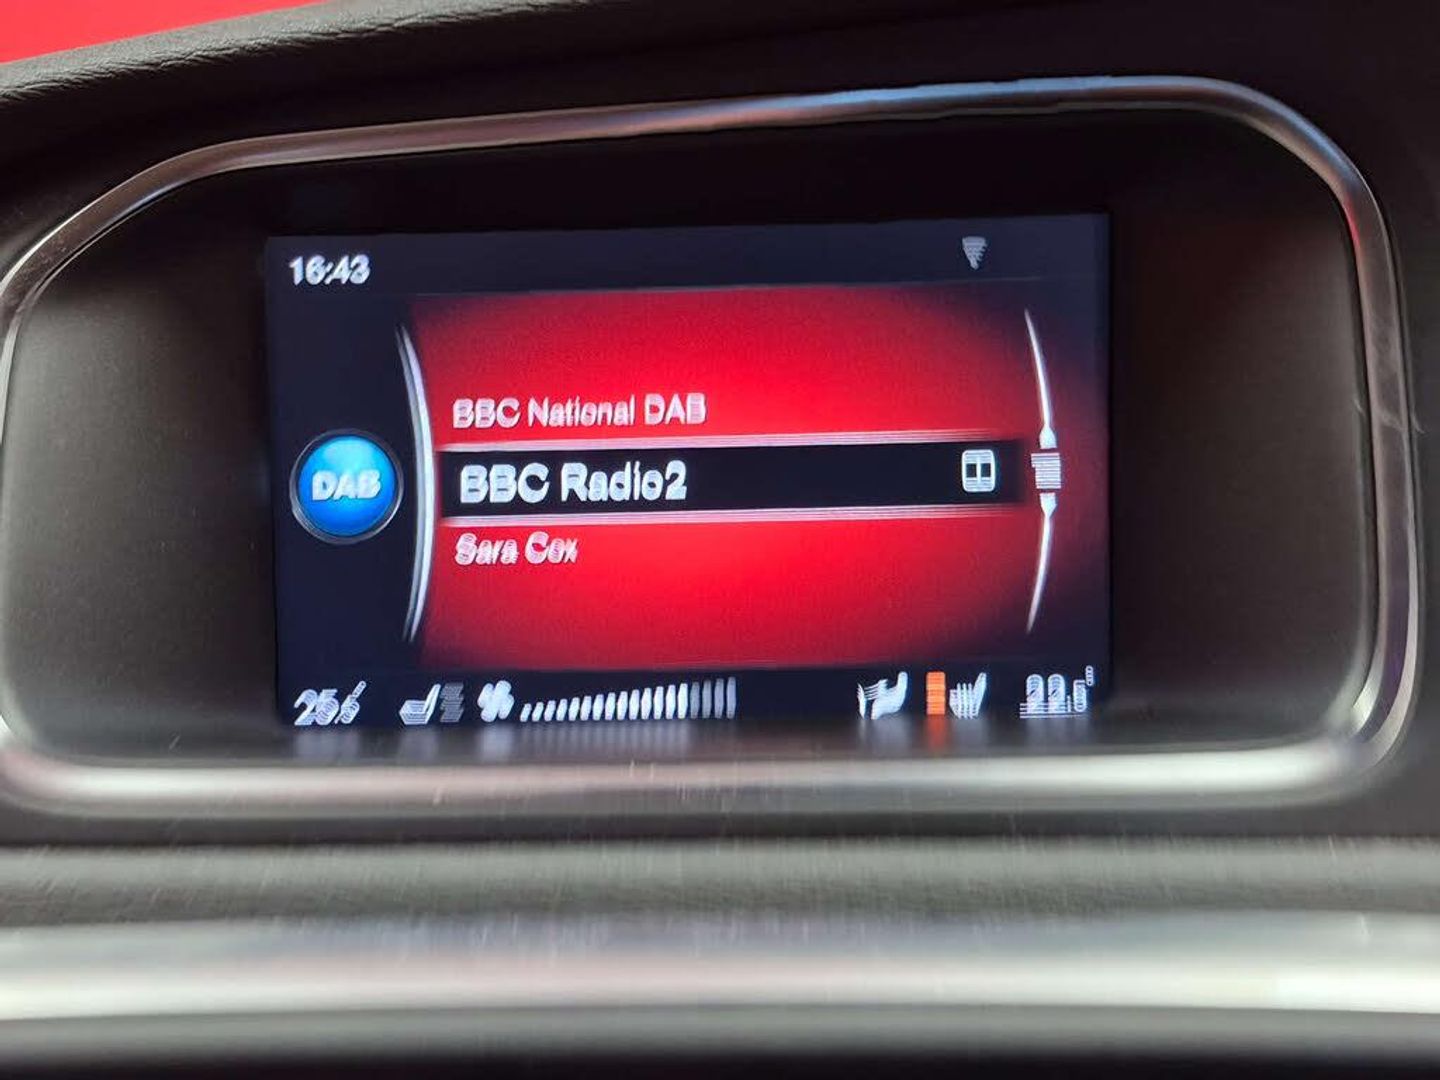 16:43
BBC National DAB
DAB
BBC Radio2
Sara Cox